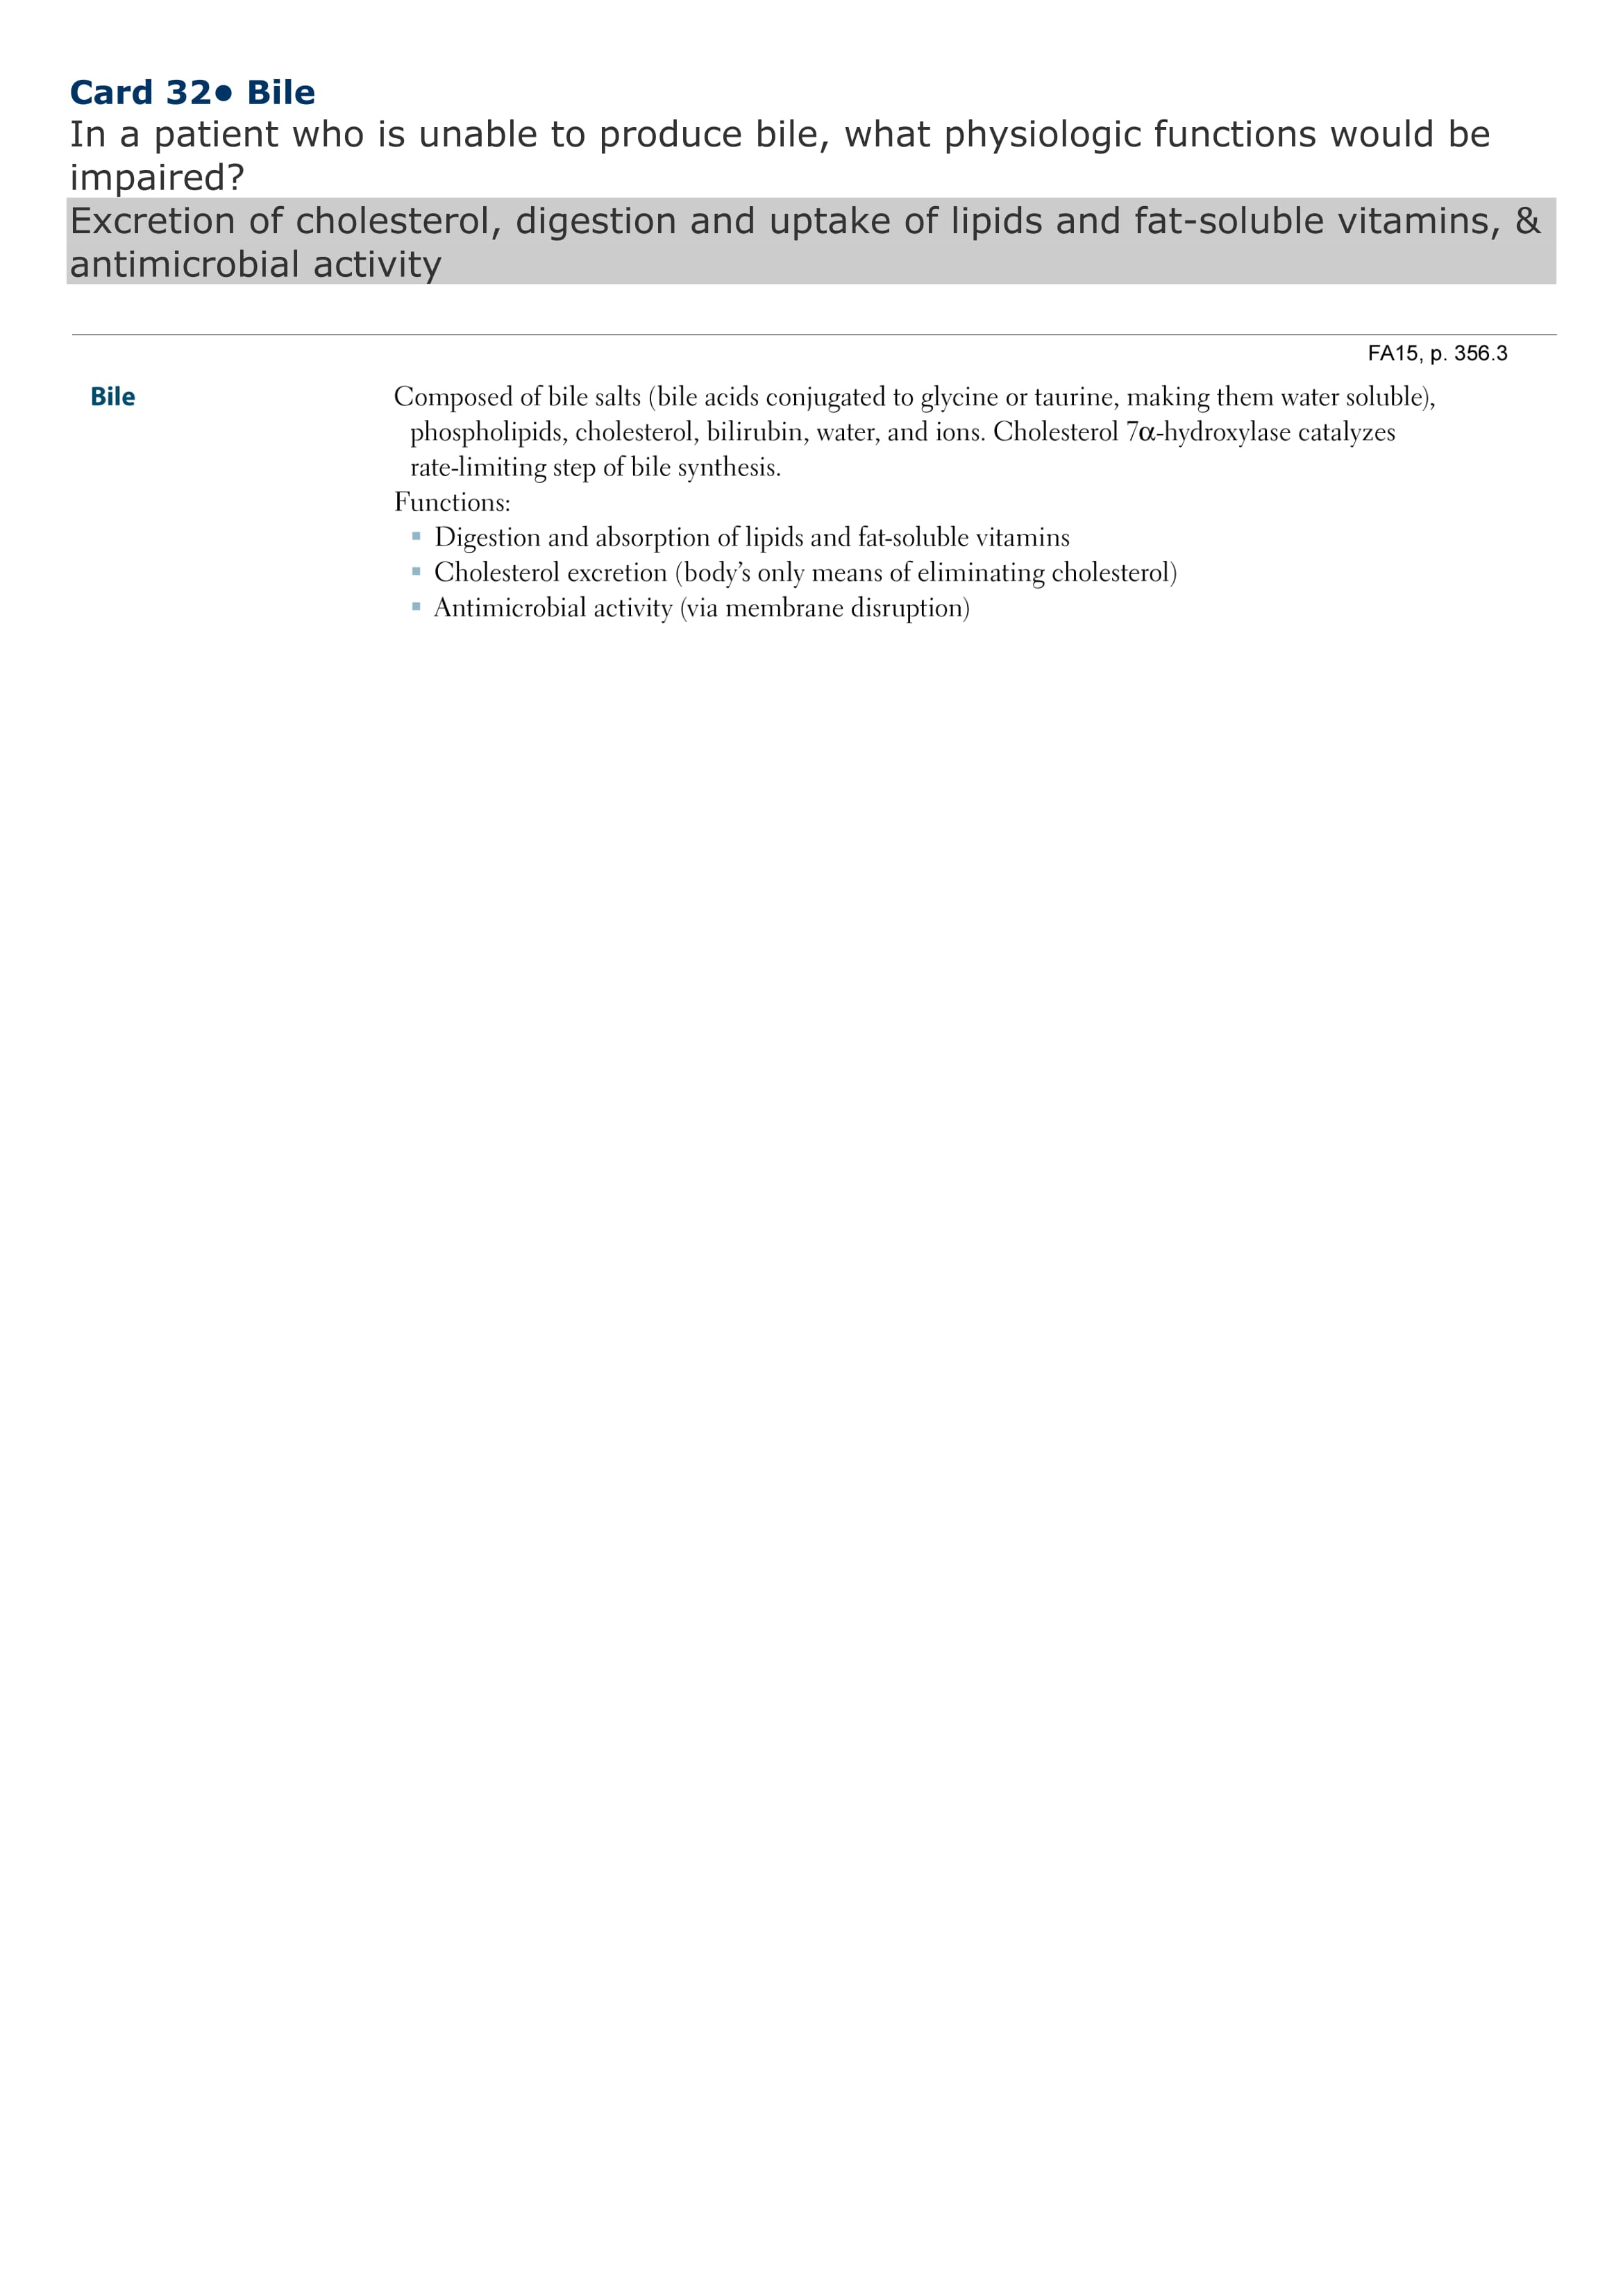 Card 32● Bile
In a patient who is unable to produce bile, what physiologic functions would be
impaired?
Excretion of cholesterol, digestion and uptake of lipids and fat-soluble vitamins, &
antimicrobial activity
FA15, p. 356.3
Bile
Composed of bile salts (bile acids conjugated to glycine or taurine, making them water soluble),
phospholipids, cholesterol, bilirubin, water, and ions. Cholesterol 7α-hydroxylase catalyzes
rate-limiting step of bile synthesis.
Functions:
▪ Digestion and absorption of lipids and fat-soluble vitamins
▪ Cholesterol excretion (body’s only means of eliminating cholesterol)
▪ Antimicrobial activity (via membrane disruption)